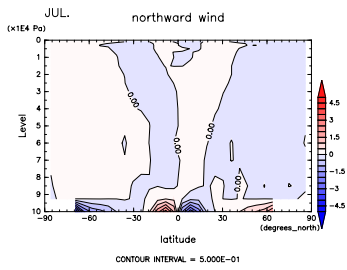 JUL.
northward wind
(×1E4 Pa)
0
1
2
3
4
5
6
7
8
9
10
Level
0.00
0.00
0.00
0.00
−90 −60 −30 0 30 60 90
(degrees_north)
latitude
4.5
3
1.5
0
−1.5
−3
−4.5
CONTOUR INTERVAL = 5.000E−01